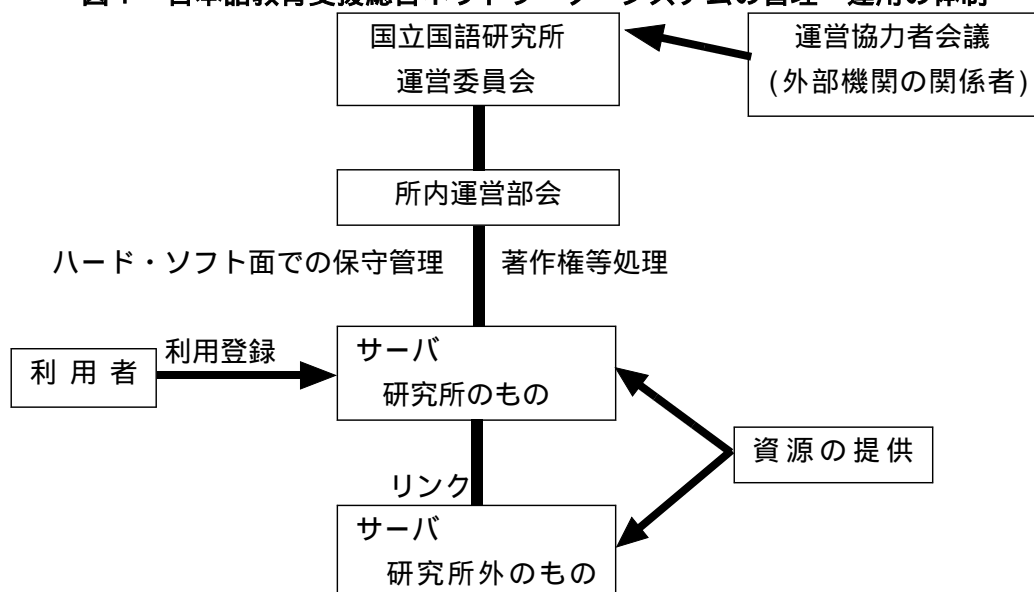 国立国語研究所
運営委員会
運営協力者会議
(外部機関の関係者)
所内運営部会
ハード・ソフト面での保守管理
著作権等処理
利用者
利用登録
サーバ
研究所のもの
資源の提供
リンク
サーバ
研究所外のもの